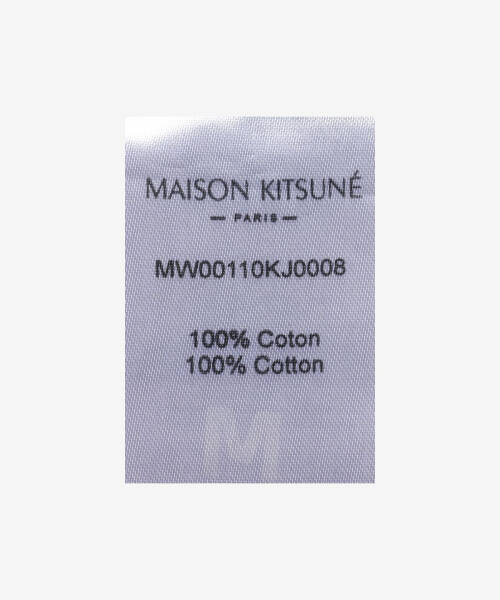 MAISON KITSUNÉ
— PARIS —
MW00110KJ0008
100% Coton
100% Cotton
M